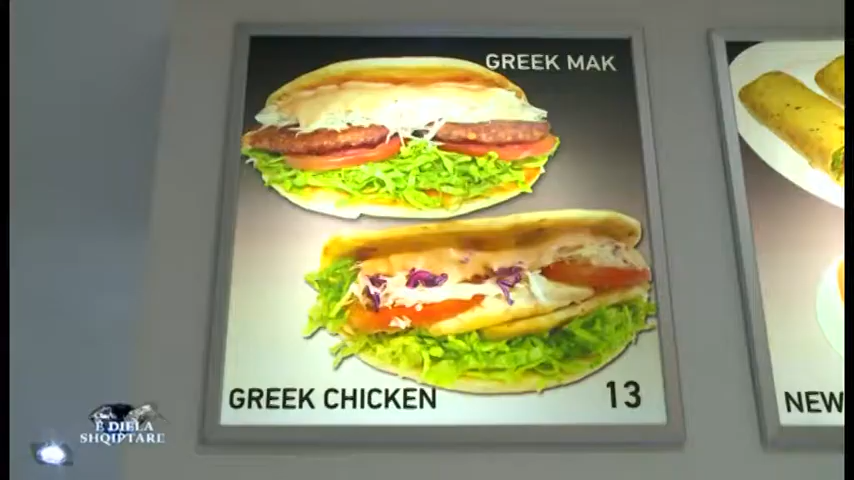 GREEK MAK
GREEK CHICKEN
13
NEW
E DIELA
SHQIPTARE